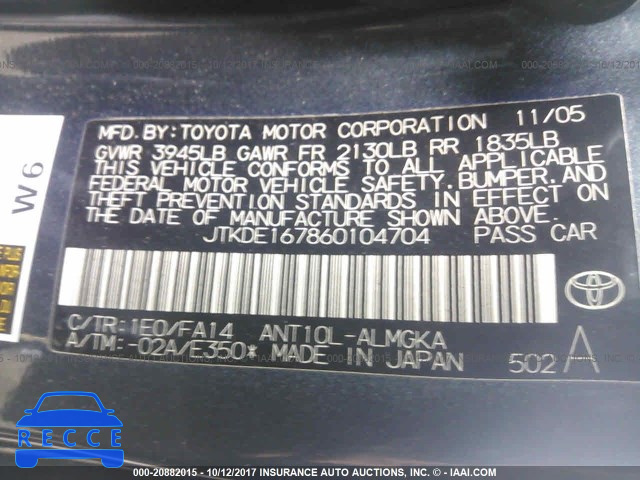 MFD. BY: TOYOTA MOTOR CORPORATION 11/05
GVWR 3945LB GAWR FR 2130LB RR 1835LB
THIS VEHICLE CONFORMS TO ALL APPLICABLE
FEDERAL MOTOR VEHICLE SAFETY, BUMPER, AND
THEFT PREVENTION STANDARDS IN EFFECT ON
THE DATE OF MANUFACTURE SHOWN ABOVE.
JTKDE167860104704 PASS CAR
C/TR: 1E0/FA14 ANT10L-ALMGKA
A/TM: -02A/E350* MADE IN JAPAN 502 A
W6
RECCE
000-20882015 - 10/12/2017 INSURANCE AUTO AUCTIONS, INC. - © IAAI.COM